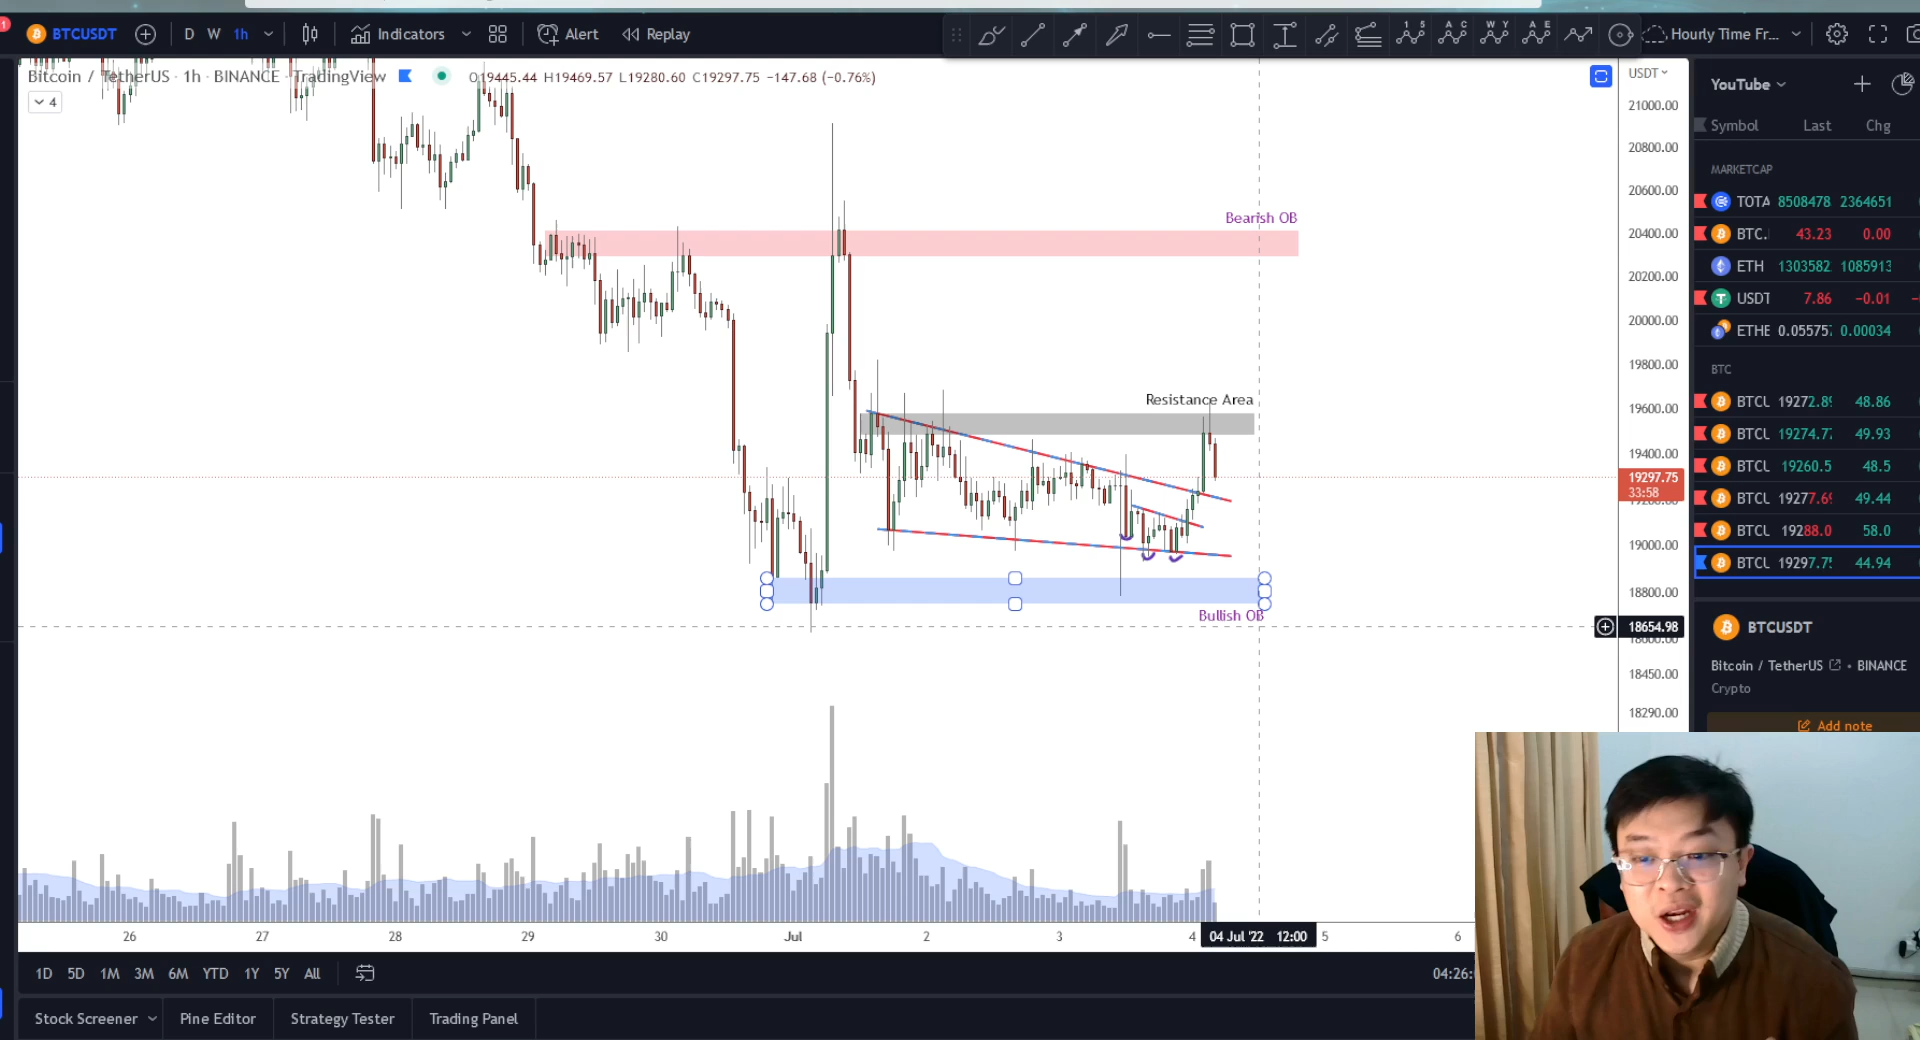 1
BTCUSDT D W 1h Indicators Alert Replay Hourly Time Fr...
Bitcoin / TetherUS · 1h · BINANCE · TradingView O19445.44 H19469.57 L19280.60 C19297.75 −147.68 (−0.76%)
4
USDT
21000.00
20800.00
20600.00
20400.00
20200.00
20000.00
19800.00
19600.00
19400.00
19297.75
33:58
19000.00
18800.00
18654.98
18450.00
18290.00
Bearish OB
Resistance Area
Bullish OB
26 27 28 29 30 Jul 2 3 4 04 Jul '22 12:00 5 6
1D 5D 1M 3M 6M YTD 1Y 5Y All 04:26:
Stock Screener Pine Editor Strategy Tester Trading Panel
YouTube
Symbol Last Chg
MARKETCAP
TOTA 8508478 2364651
BTC. 43.23 0.00
ETH 1303582 1085913
USDT 7.86 −0.01
ETHE 0.05575 0.00034
BTC
BTCU 19272.8 48.86
BTCU 19274.7 49.93
BTCU 19260.5 48.5
BTCU 19277.6 49.44
BTCU 19288.0 58.0
BTCU 19297.7 44.94
BTCUSDT
Bitcoin / TetherUS • BINANCE
Crypto
Add note